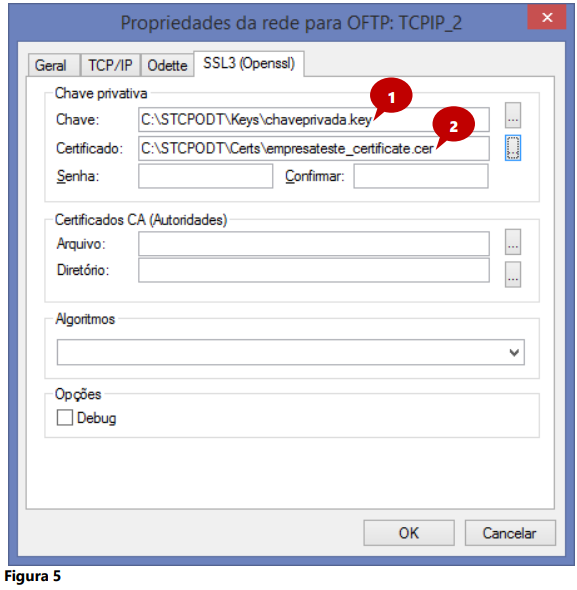 Propriedades da rede para OFTP: TCPIP_2
Geral TCP/IP Odette SSL3 (Openssl)
Chave privativa
1
Chave: C:\STCPODT\Keys\chaveprivada.key ...
2
Certificado: C:\STCPODT\Certs\empresateste_certificate.cer ...
Senha: Confirmar:
Certificados CA (Autoridades)
Arquivo: ...
Diretório: ...
Algoritmos
Opções
Debug
OK Cancelar
Figura 5